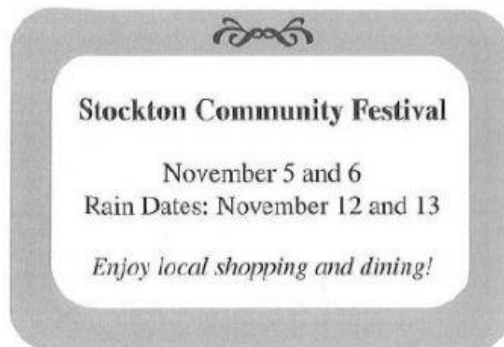 Stockton Community Festival
November 5 and 6
Rain Dates: November 12 and 13
Enjoy local shopping and dining!